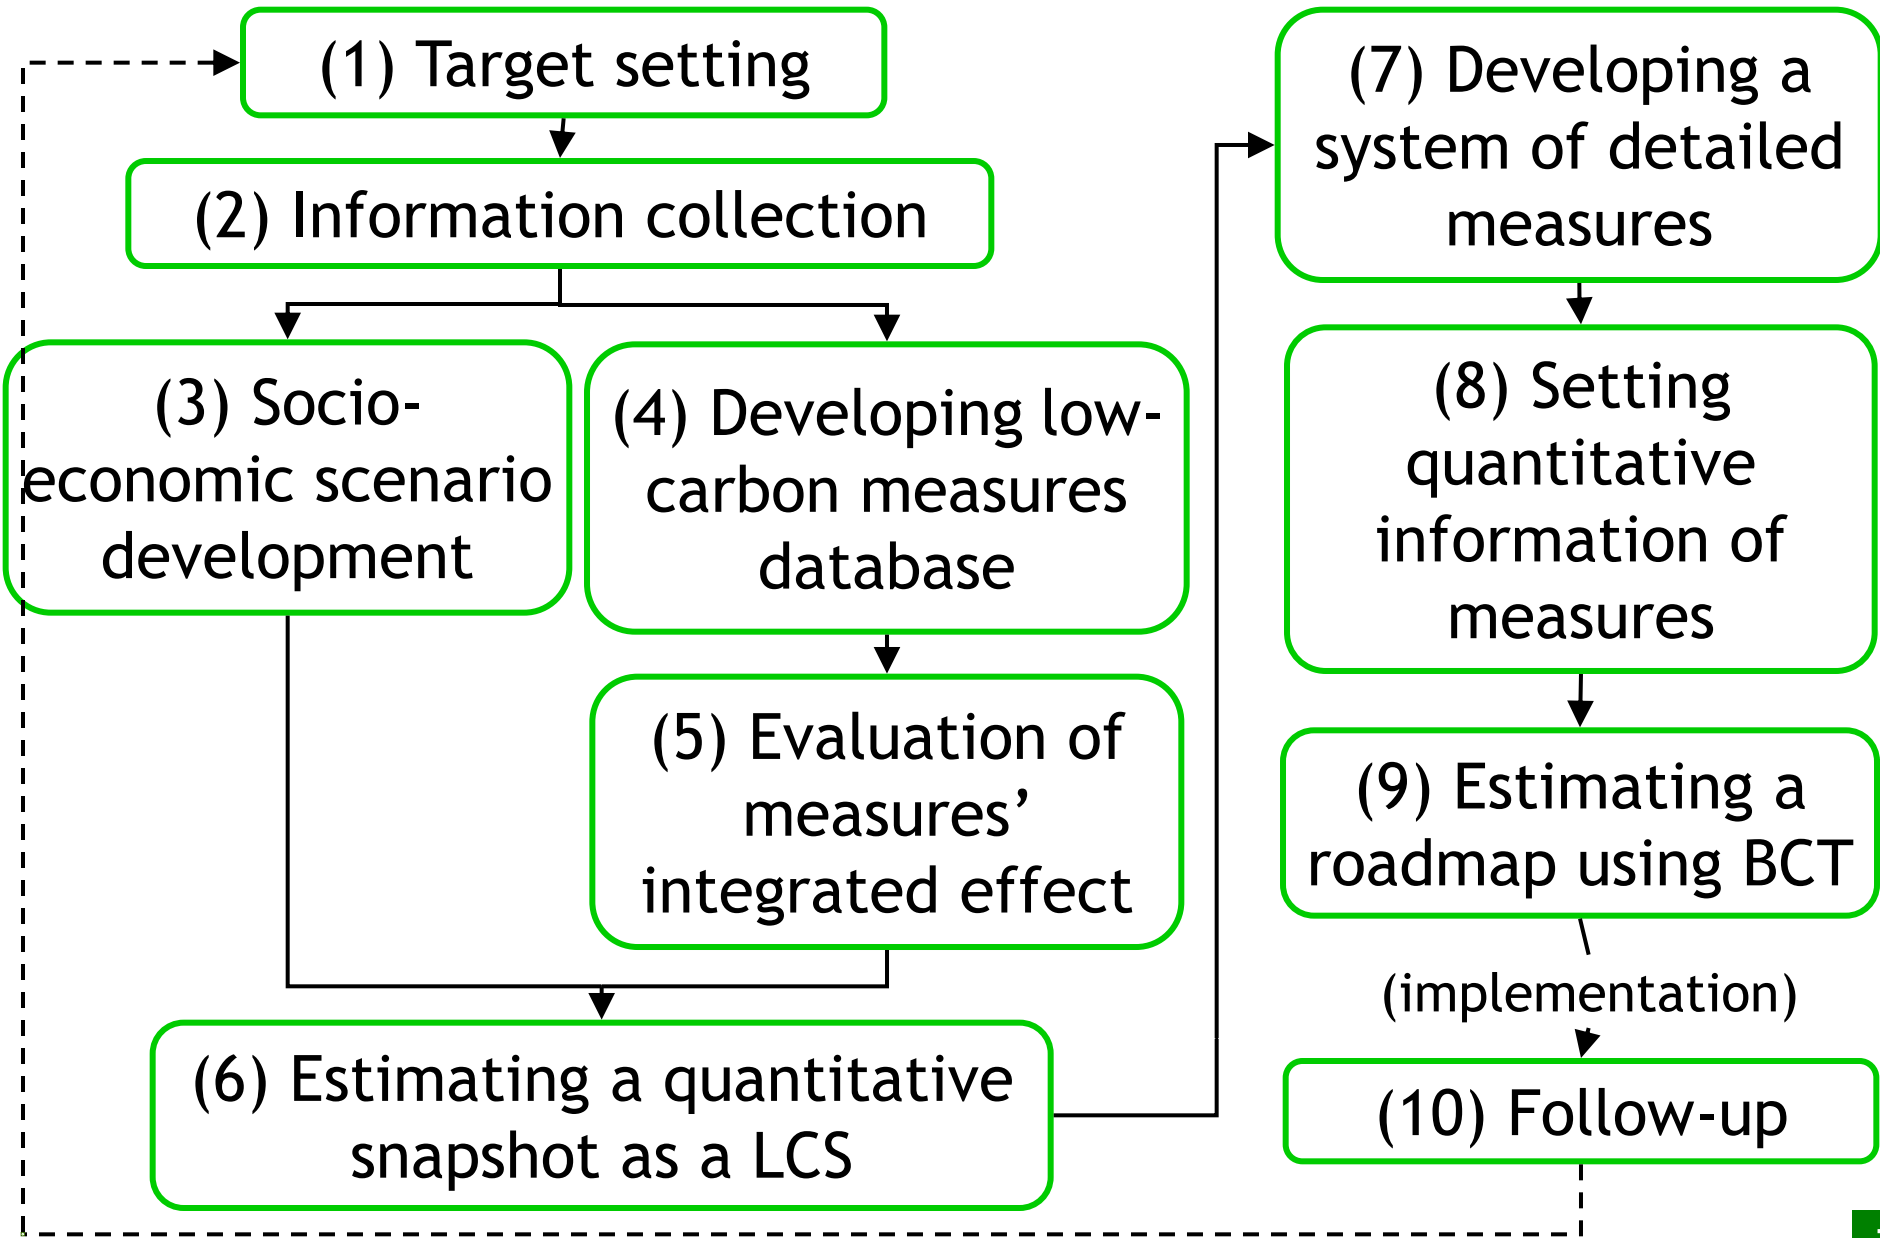 (1) Target setting
(2) Information collection
(3) Socio-
economic scenario
development
(4) Developing low-
carbon measures
database
(5) Evaluation of
measures’
integrated effect
(6) Estimating a quantitative
snapshot as a LCS
(7) Developing a
system of detailed
measures
(8) Setting
quantitative
information of
measures
(9) Estimating a
roadmap using BCT
(implementation)
(10) Follow-up